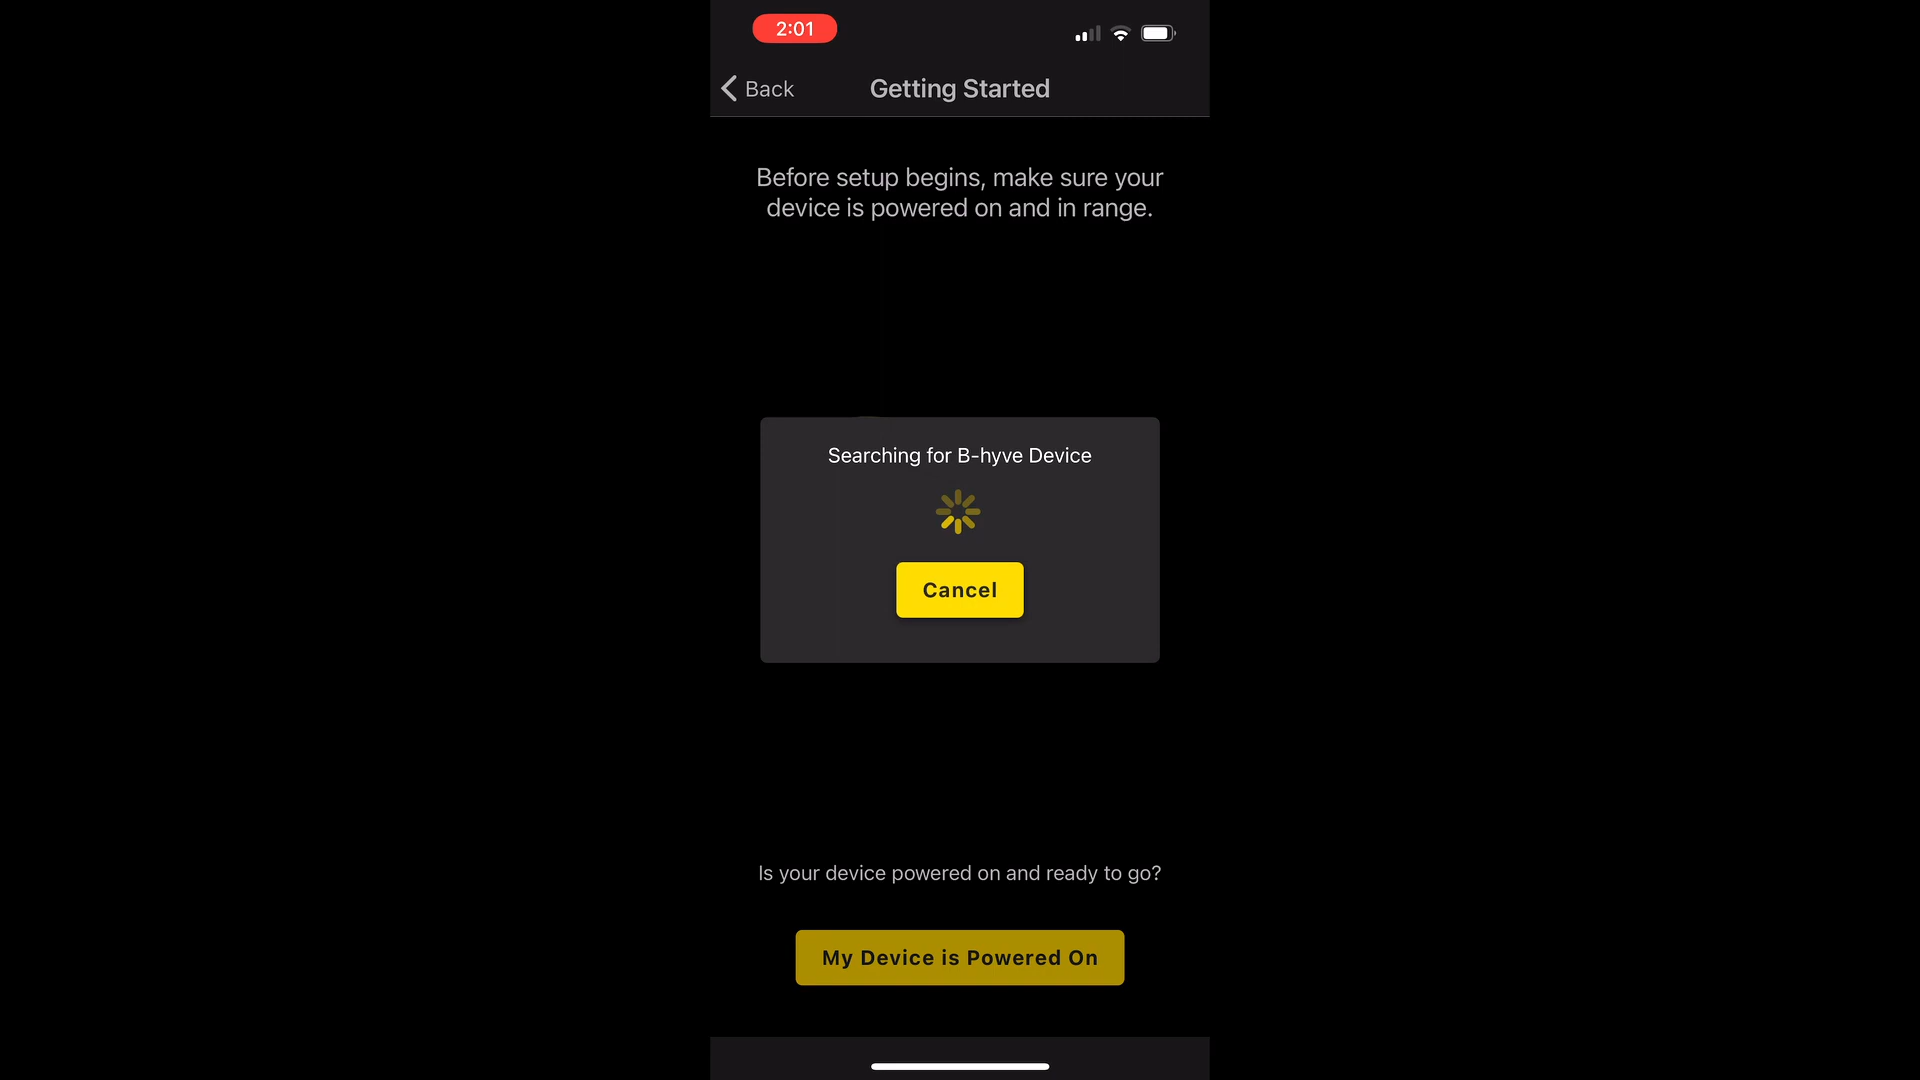 2:01
Back
Getting Started
Before setup begins, make sure your
device is powered on and in range.
Searching for B-hyve Device
Cancel
Is your device powered on and ready to go?
My Device is Powered On